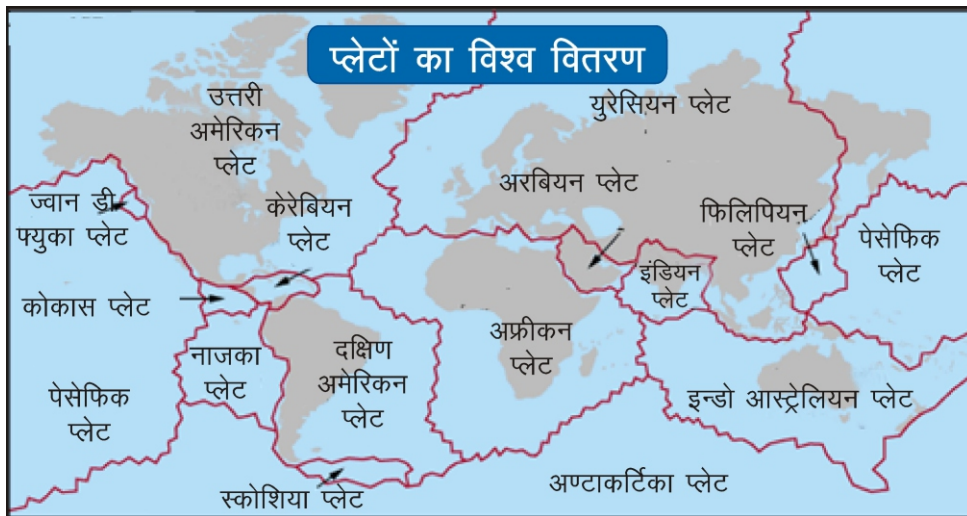 प्लेटों का विश्व वितरण
उत्तरी
अमेरिकन
प्लेट
युरेसियन प्लेट
ज्वान डी
फ्युका प्लेट
केरेबियन
प्लेट
अरबियन प्लेट
फिलिपियन
प्लेट
पेसेफिक
प्लेट
कोकास प्लेट
इंडियन
प्लेट
नाजका
प्लेट
दक्षिण
अमेरिकन
प्लेट
अफ्रीकन
प्लेट
पेसेफिक
प्लेट
इन्डो आस्ट्रेलियन प्लेट
स्कोशिया प्लेट
अण्टाकर्टिका प्लेट